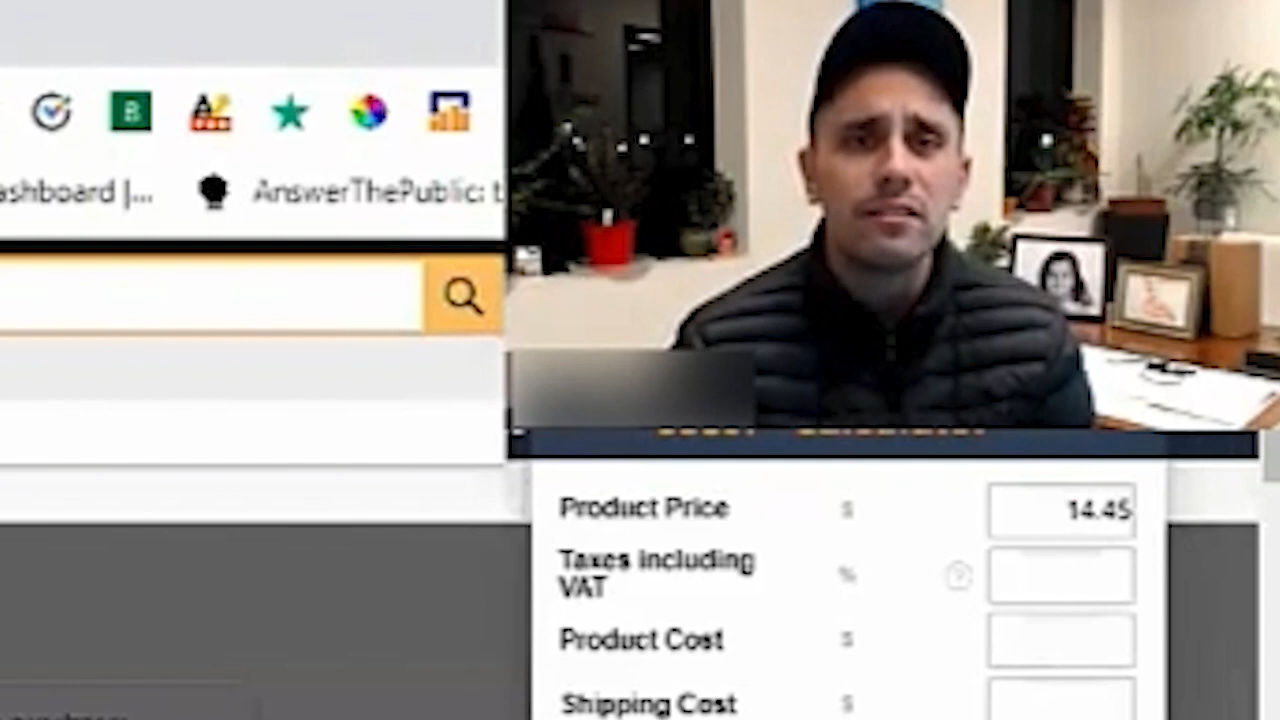 ashboard |...
AnswerThePublic: t
Product Price $ 14.45
Taxes including
VAT % ?
Product Cost $
Shipping Cost $